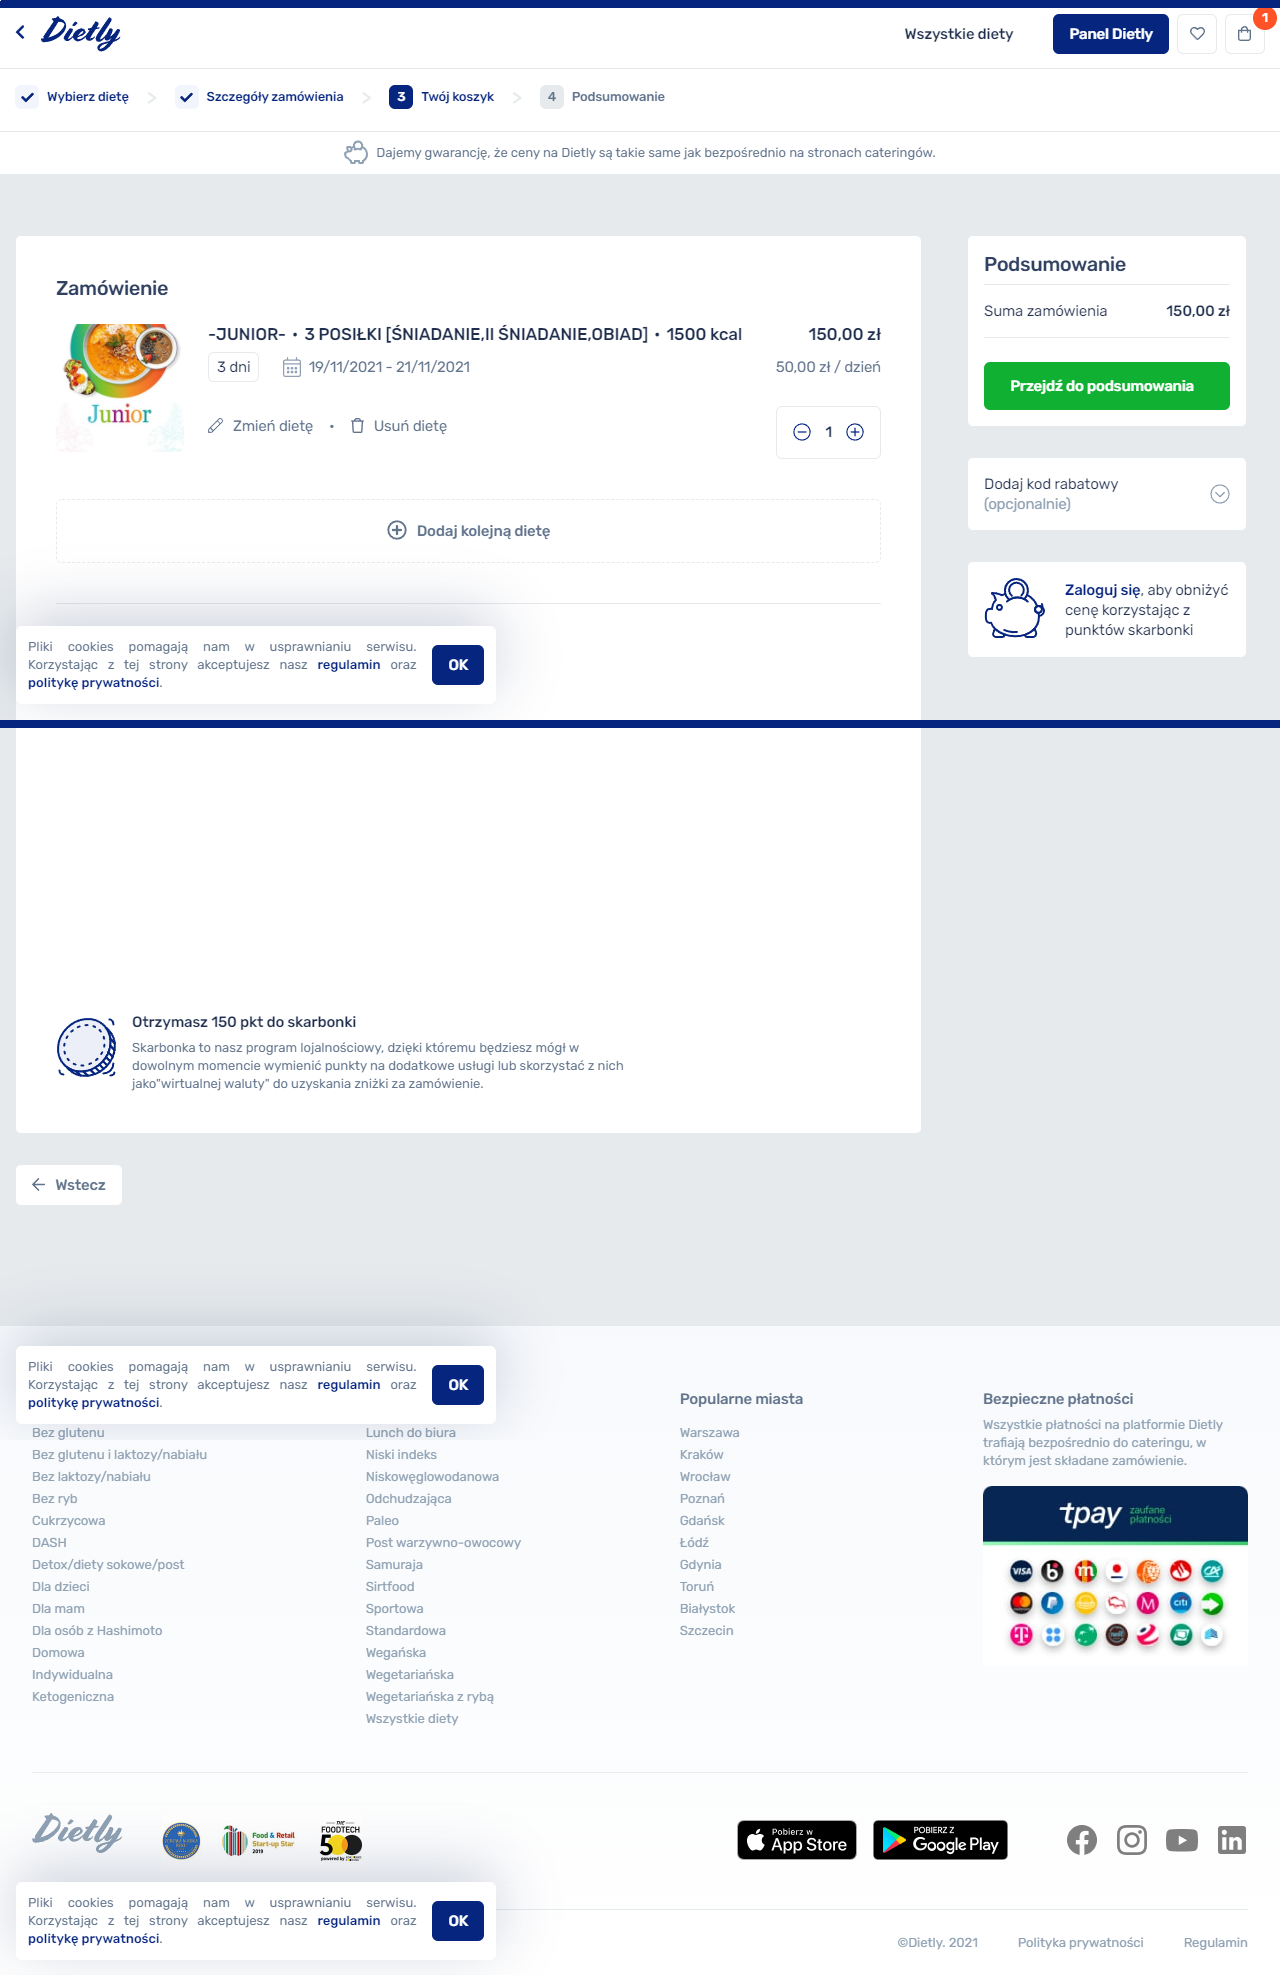 Dietly
Wszystkie diety
Panel Dietly
1
Wybierz dietę
Szczegóły zamówienia
3 Twój koszyk
4 Podsumowanie
Dajemy gwarancję, że ceny na Dietly są takie same jak bezpośrednio na stronach cateringów.
Zamówienie
Junior
-JUNIOR- • 3 POSIŁKI [ŚNIADANIE,II ŚNIADANIE,OBIAD] • 1500 kcal
150,00 zł
3 dni
19/11/2021 - 21/11/2021
50,00 zł / dzień
Zmień dietę • Usuń dietę
1
Dodaj kolejną dietę
Podsumowanie
Suma zamówienia 150,00 zł
Przejdź do podsumowania
Dodaj kod rabatowy
(opcjonalnie)
Zaloguj się, aby obniżyć
cenę korzystając z
punktów skarbonki
Pliki cookies pomagają nam w usprawnianiu serwisu.
Korzystając z tej strony akceptujesz nasz regulamin oraz
politykę prywatności.
OK
Otrzymasz 150 pkt do skarbonki
Skarbonka to nasz program lojalnościowy, dzięki któremu będziesz mógł w
dowolnym momencie wymienić punkty na dodatkowe usługi lub skorzystać z nich
jako"wirtualnej waluty" do uzyskania zniżki za zamówienie.
Wstecz
Pliki cookies pomagają nam w usprawnianiu serwisu.
Korzystając z tej strony akceptujesz nasz regulamin oraz
politykę prywatności.
OK
Bez glutenu
Bez glutenu i laktozy/nabiału
Bez laktozy/nabiału
Bez ryb
Cukrzycowa
DASH
Detox/diety sokowe/post
Dla dzieci
Dla mam
Dla osób z Hashimoto
Domowa
Indywidualna
Ketogeniczna
Lunch do biura
Niski indeks
Niskowęglowodanowa
Odchudzająca
Paleo
Post warzywno-owocowy
Samuraja
Sirtfood
Sportowa
Standardowa
Wegańska
Wegetariańska
Wegetariańska z rybą
Wszystkie diety
Popularne miasta
Warszawa
Kraków
Wrocław
Poznań
Gdańsk
Łódź
Gdynia
Toruń
Białystok
Szczecin
Bezpieczne płatności
Wszystkie płatności na platformie Dietly
trafiają bezpośrednio do cateringu, w
którym jest składane zamówienie.
tpay zaufane
płatności
VISA
citi
Dietly
Food & Retail
Start-up Star
2019
THE
FOODTECH
500
powered by
Pobierz w
App Store
POBIERZ Z
Google Play
Pliki cookies pomagają nam w usprawnianiu serwisu.
Korzystając z tej strony akceptujesz nasz regulamin oraz
politykę prywatności.
OK
©Dietly. 2021
Polityka prywatności
Regulamin